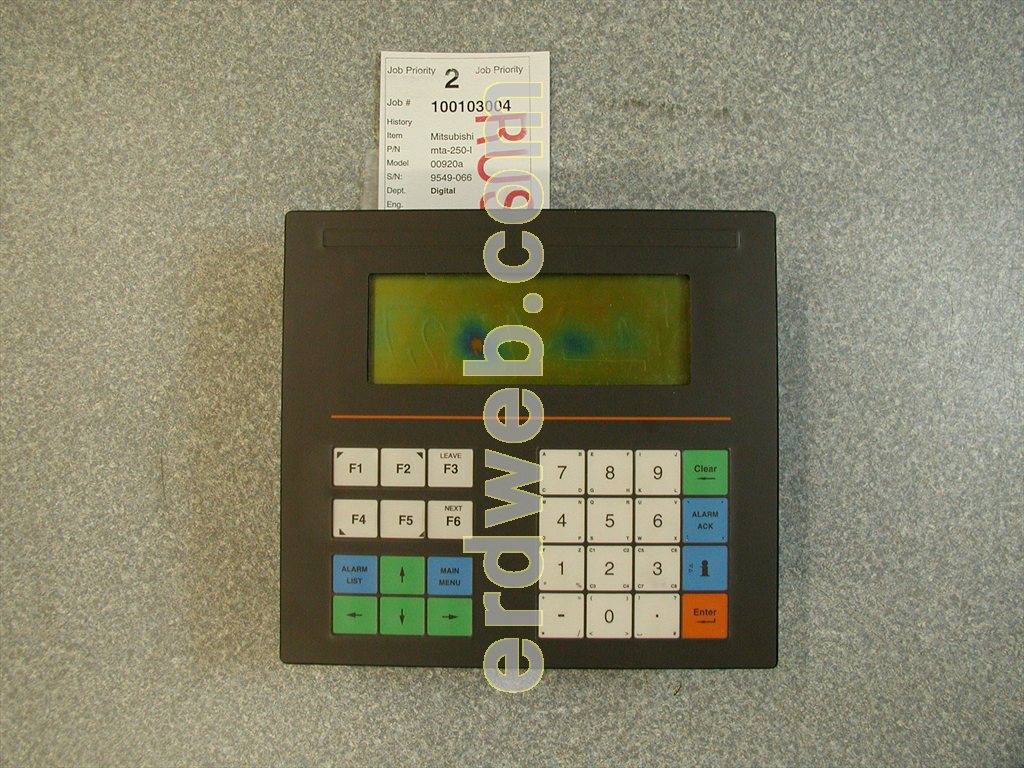 Job Priority 2 Job Priority
Job # 100103004
History
Item Mitsubishi
P/N mta-250-l
Model 00920a
S/N: 9549-066
Dept. Digital
Eng.
erdweb.com
F1 F2 LEAVE F3
F4 F5 NEXT F6
ALARM LIST
MAIN MENU
7 8 9 Clear
4 5 6 ALARM ACK
1 2 3 i
- 0 . Enter